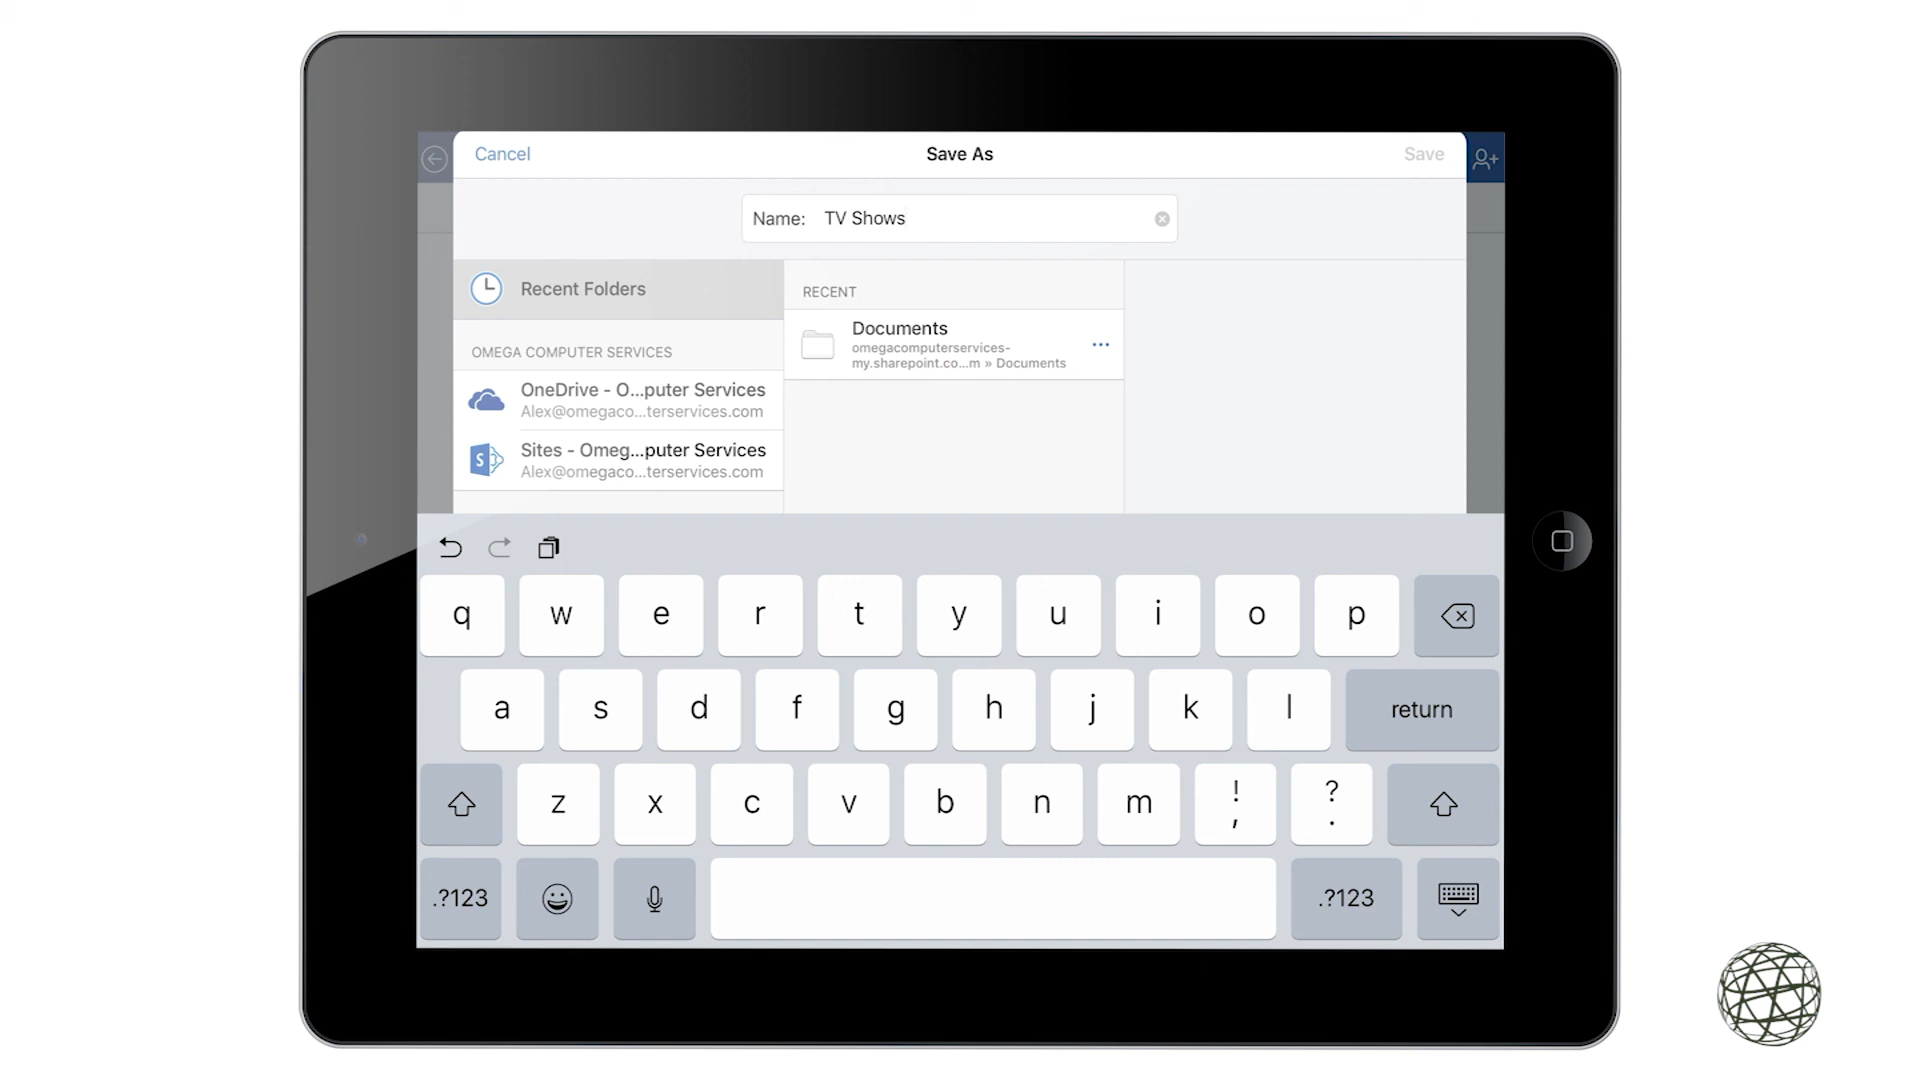 Cancel
Save As
Save
Name: TV Shows
Recent Folders
OMEGA COMPUTER SERVICES
OneDrive - O...puter Services
Alex@omegaco...terservices.com
Sites - Omeg...puter Services
Alex@omegaco...terservices.com
RECENT
Documents
omegacomputerservices-
my.sharepoint.co...m » Documents
S
q w e r t y u i o p
a s d f g h j k l return
z x c v b n m ! , ? .
.?123 .?123